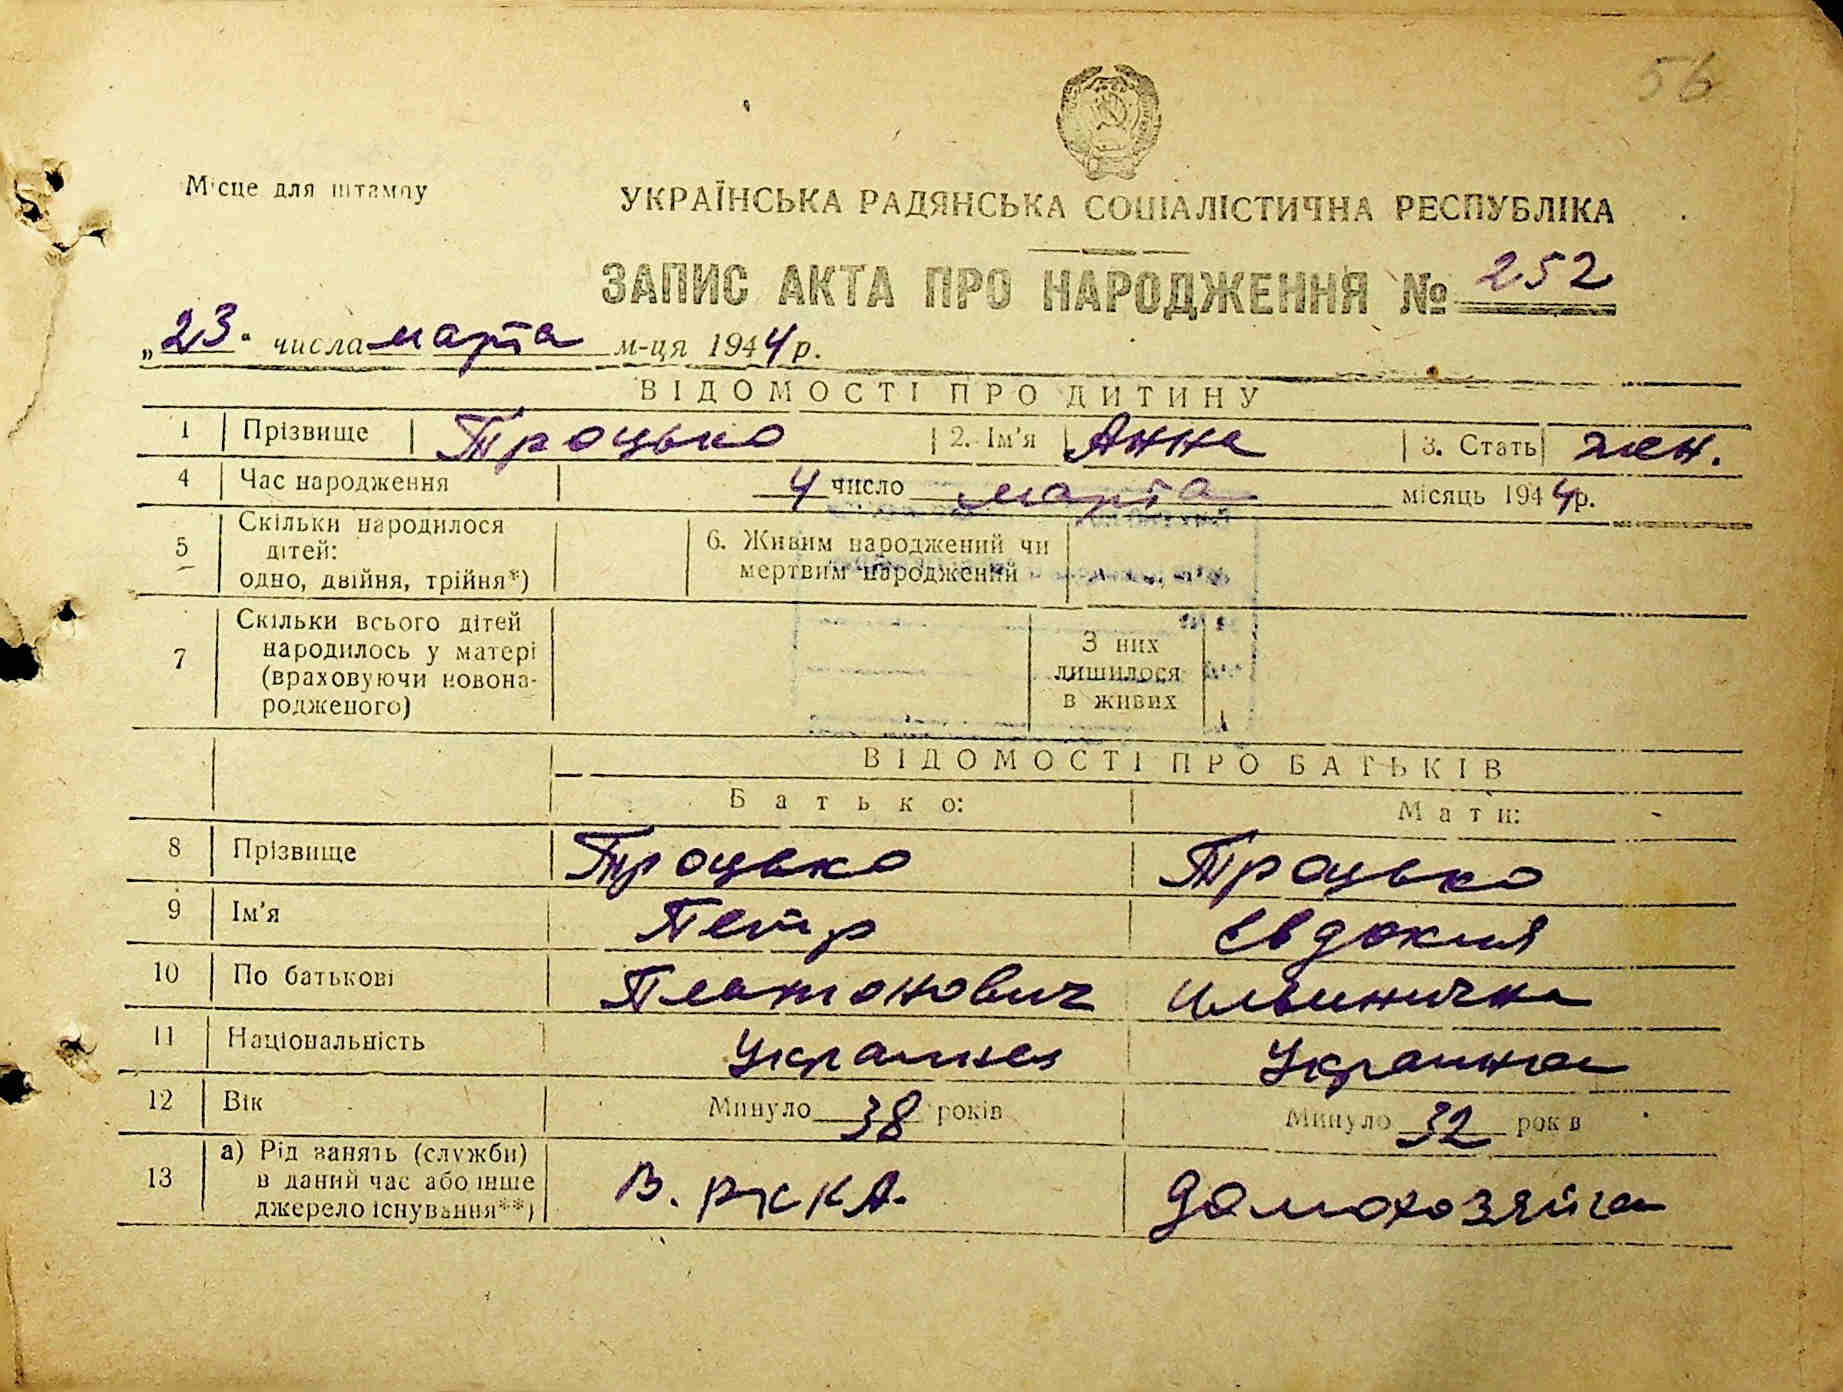 56
Місце для штампу
УКРАЇНСЬКА РАДЯНСЬКА СОЦІАЛІСТИЧНА РЕСПУБЛІКА
ЗАПИС АКТА ПРО НАРОДЖЕННЯ № 252
„23" числа марта м-ця 1944 р.
ВІДОМОСТІ ПРО ДИТИНУ
1 Прізвище Троцько 2. Ім'я Анна 3. Стать жен.
4 Час народження 4 число марта місяць 1944 р.
5 Скільки народилося дітей: одно, двійня, трійня*) 6. Живим народжений чи мертвим народжений
7 Скільки всього дітей народилось у матері (враховуючи новонародженого) З них лишилося в живих
ВІДОМОСТІ ПРО БАТЬКІВ
Батько: Мати:
8 Прізвище Троцько Троцько
9 Ім'я Петр Евдокия
10 По батькові Платонович Ильинична
11 Національність Украинец Украинка
12 Вік Минуло 38 років Минуло 32 рок в
13 а) Рід занять (служби) в даний час або інше джерело існування**) В. РККА. домохозяйка